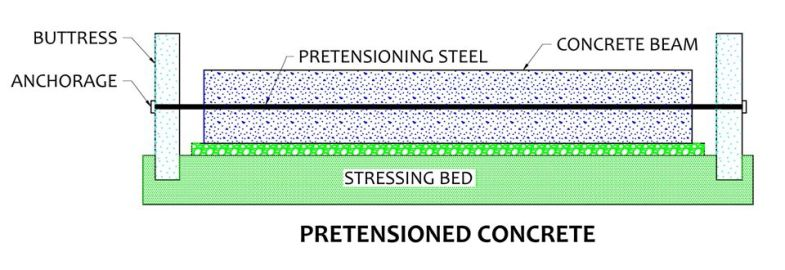 BUTTRESS
CONCRETE BEAM
PRETENSIONING STEEL
ANCHORAGE
STRESSING BED
PRETENSIONED CONCRETE